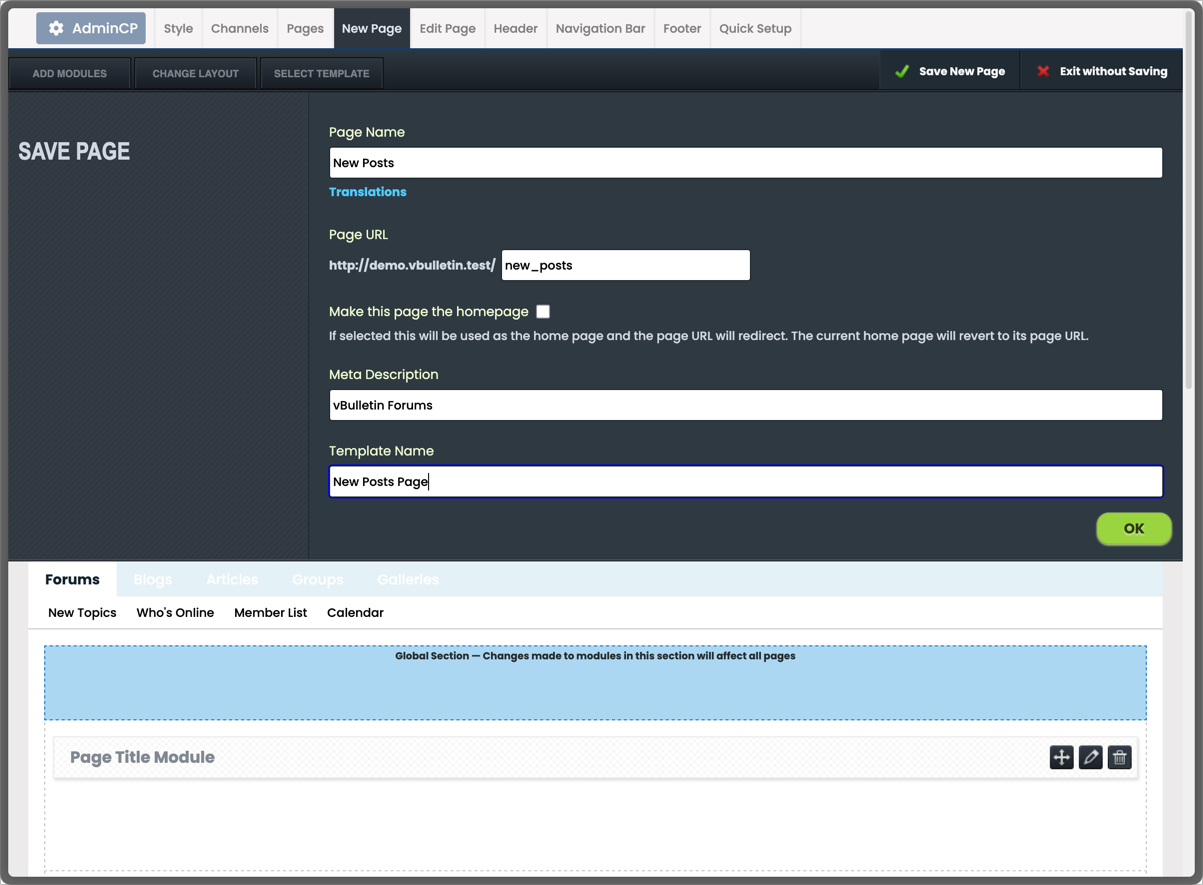 AdminCP Style Channels Pages New Page Edit Page Header Navigation Bar Footer Quick Setup
ADD MODULES CHANGE LAYOUT SELECT TEMPLATE Save New Page Exit without Saving
SAVE PAGE
Page Name
New Posts
Translations
Page URL
http://demo.vbulletin.test/ new_posts
Make this page the homepage
If selected this will be used as the home page and the page URL will redirect. The current home page will revert to its page URL.
Meta Description
vBulletin Forums
Template Name
New Posts Page
OK
Forums Blogs Articles Groups Galleries
New Topics Who's Online Member List Calendar
Global Section — Changes made to modules in this section will affect all pages
Page Title Module